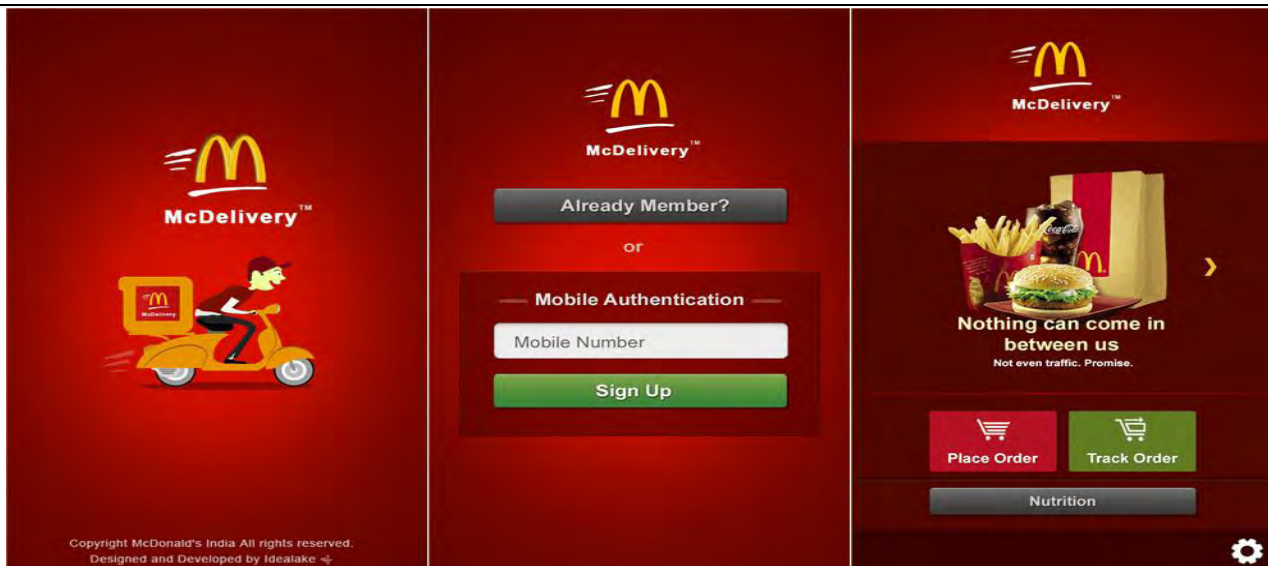 McDelivery™
McDelivery
Copyright McDonald's India All rights reserved.
Designed and Developed by Idealake
McDelivery™
Already Member?
or
Mobile Authentication
Mobile Number
Sign Up
McDelivery™
Coca-Cola
Nothing can come in
between us
Not even traffic. Promise.
Place Order
Track Order
Nutrition